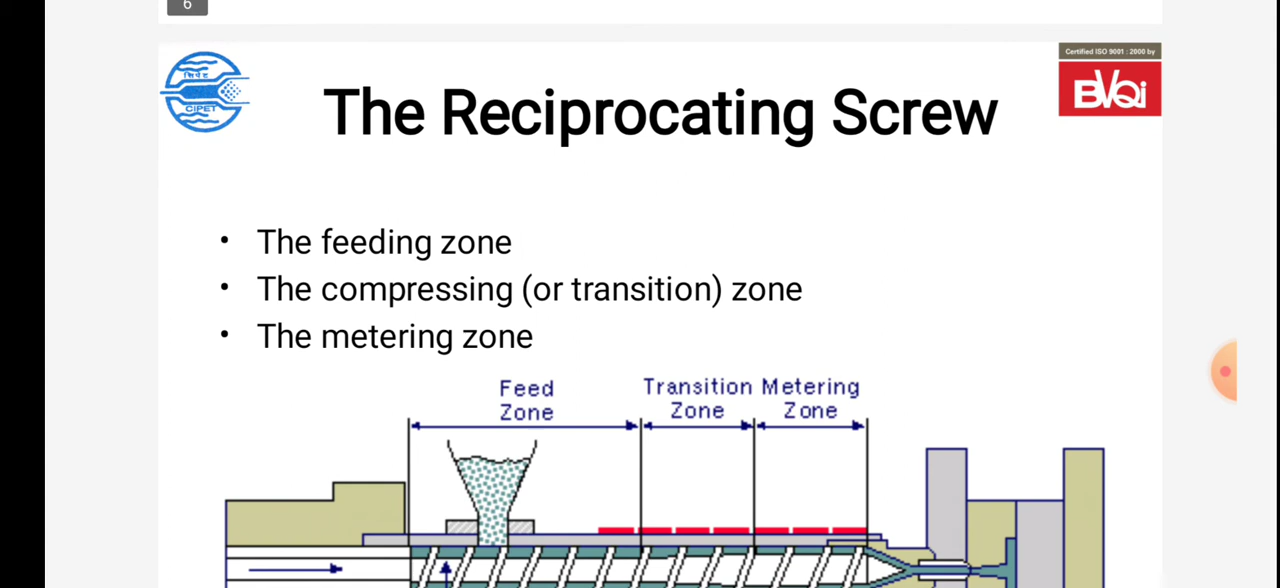 6
सिपेट
CIPET
Certified ISO 9001 : 2000 by
BVQi
The Reciprocating Screw
• The feeding zone
• The compressing (or transition) zone
• The metering zone
Feed
Zone
Transition
Zone
Metering
Zone